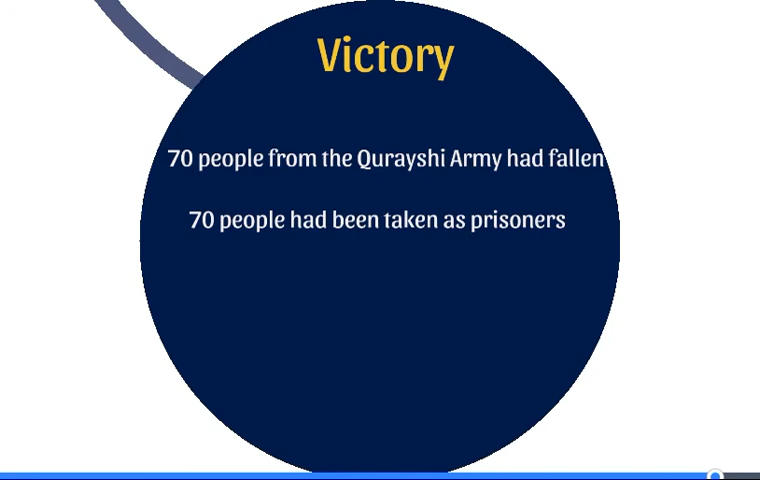 Victory
70 people from the Qurayshi Army had fallen
70 people had been taken as prisoners